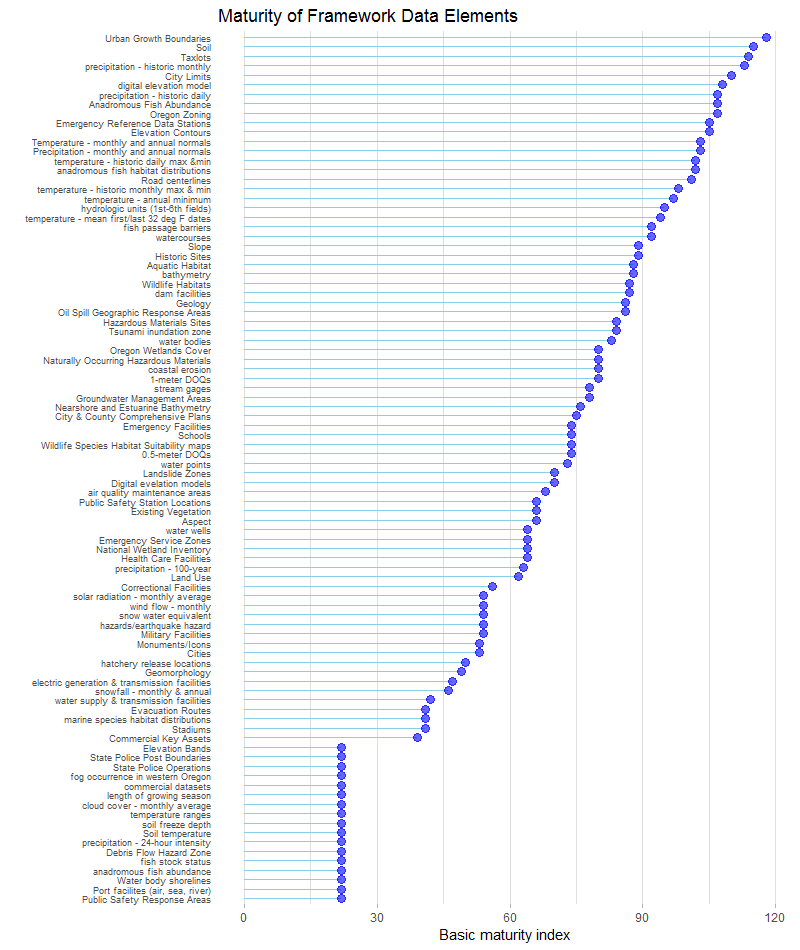 Maturity of Framework Data Elements
Urban Growth Boundaries
Soil
Taxlots
precipitation - historic monthly
City Limits
digital elevation model
precipitation - historic daily
Anadromous Fish Abundance
Oregon Zoning
Emergency Reference Data Stations
Elevation Contours
Temperature - monthly and annual normals
Precipitation - monthly and annual normals
temperature - historic daily max &min
anadromous fish habitat distributions
Road centerlines
temperature - historic monthly max & min
temperature - annual minimum
hydrologic units (1st-6th fields)
temperature - mean first/last 32 deg F dates
fish passage barriers
watercourses
Slope
Historic Sites
Aquatic Habitat
bathymetry
Wildlife Habitats
dam facilities
Geology
Oil Spill Geographic Response Areas
Hazardous Materials Sites
Tsunami inundation zone
water bodies
Oregon Wetlands Cover
Naturally Occurring Hazardous Materials
coastal erosion
1-meter DOQs
stream gages
Groundwater Management Areas
Nearshore and Estuarine Bathymetry
City & County Comprehensive Plans
Emergency Facilities
Schools
Wildlife Species Habitat Suitability maps
0.5-meter DOQs
water points
Landslide Zones
Digital evelation models
air quality maintenance areas
Public Safety Station Locations
Existing Vegetation
Aspect
water wells
Emergency Service Zones
National Wetland Inventory
Health Care Facilities
precipitation - 100-year
Land Use
Correctional Facilities
solar radiation - monthly average
wind flow - monthly
snow water equivalent
hazards/earthquake hazard
Military Facilities
Monuments/Icons
Cities
hatchery release locations
Geomorphology
electric generation & transmission facilities
snowfall - monthly & annual
water supply & transmission facilities
Evacuation Routes
marine species habitat distributions
Stadiums
Commercial Key Assets
Elevation Bands
State Police Post Boundaries
State Police Operations
fog occurrence in western Oregon
commercial datasets
length of growing season
cloud cover - monthly average
temperature ranges
soil freeze depth
Soil temperature
precipitation - 24-hour intensity
Debris Flow Hazard Zone
fish stock status
anadromous fish abundance
Water body shorelines
Port facilites (air, sea, river)
Public Safety Response Areas
0 30 60 90 120
Basic maturity index